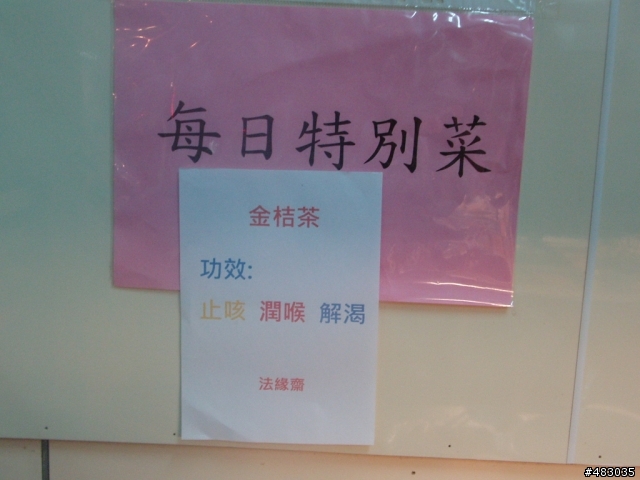 每日特別菜
金桔茶
功效:
止咳 潤喉 解渴
法緣齋
#483035